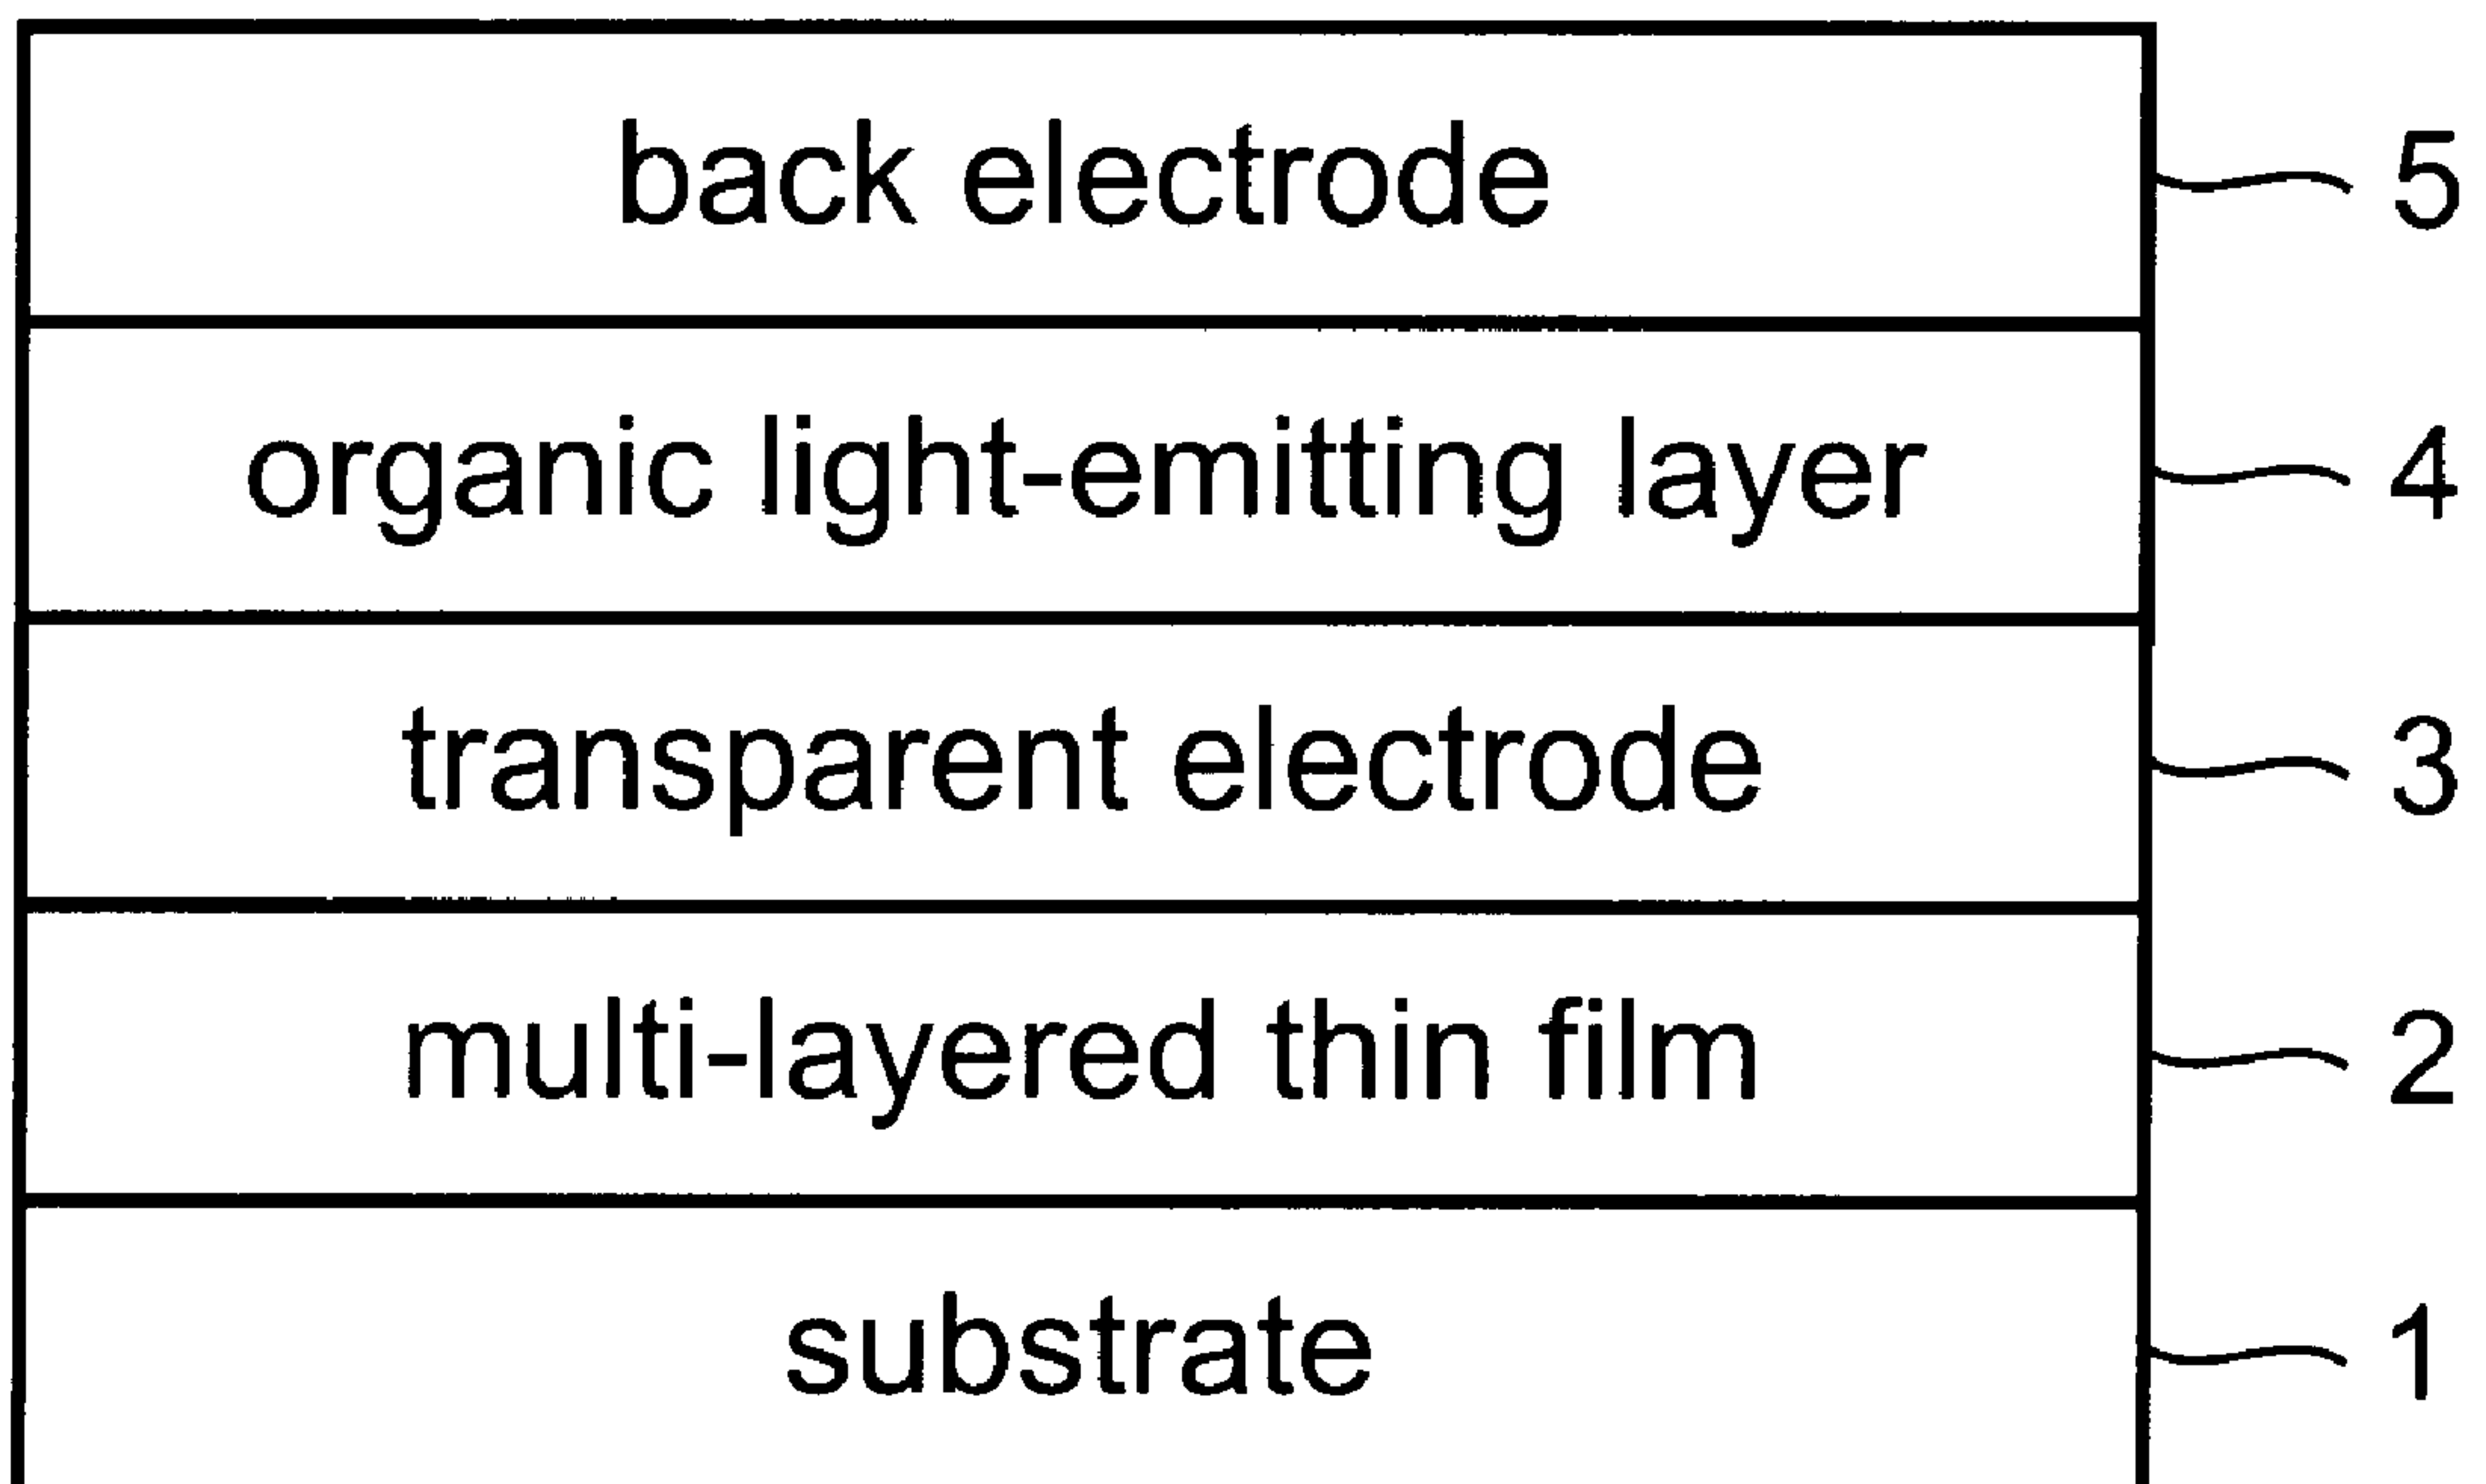 back electrode 5
organic light-emitting layer 4
transparent electrode 3
multi-layered thin film 2
substrate 1